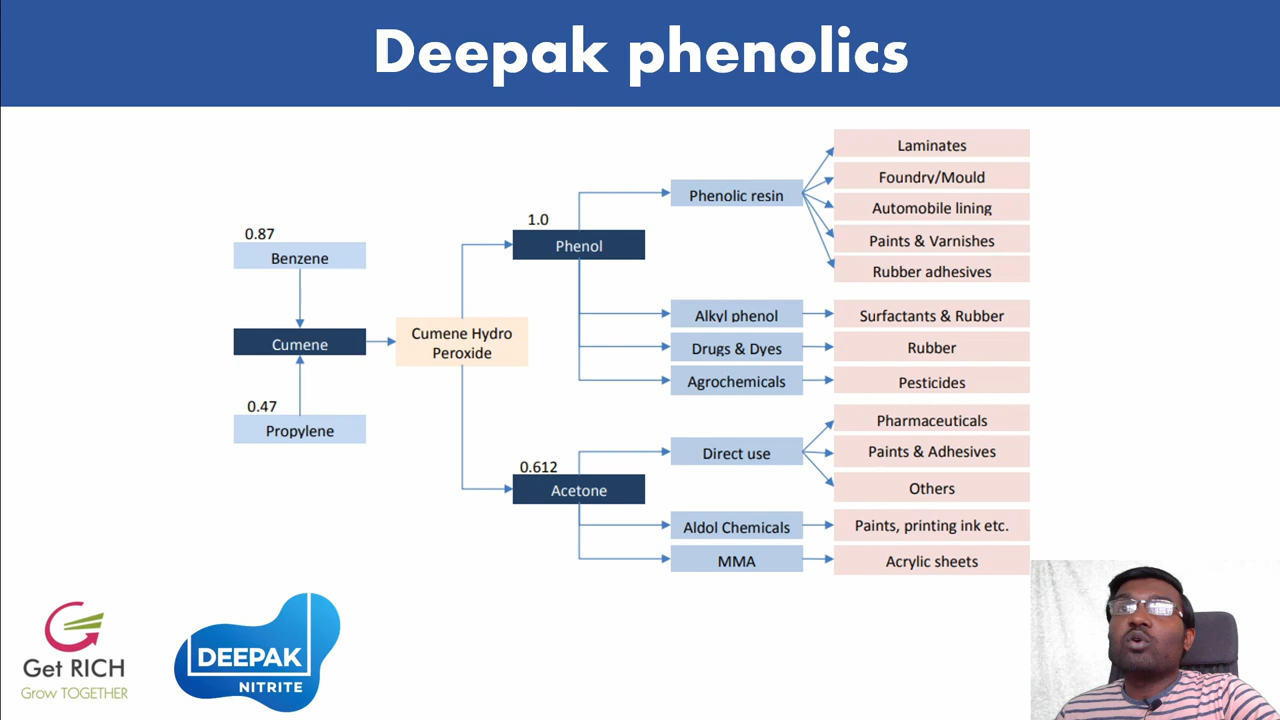 Deepak phenolics
0.87
Benzene
Cumene
0.47
Propylene
Cumene Hydro
Peroxide
1.0
Phenol
0.612
Acetone
Phenolic resin
Alkyl phenol
Drugs & Dyes
Agrochemicals
Direct use
Aldol Chemicals
MMA
Laminates
Foundry/Mould
Automobile lining
Paints & Varnishes
Rubber adhesives
Surfactants & Rubber
Rubber
Pesticides
Pharmaceuticals
Paints & Adhesives
Others
Paints, printing ink etc.
Acrylic sheets
Get RICH
Grow TOGETHER
DEEPAK
NITRITE